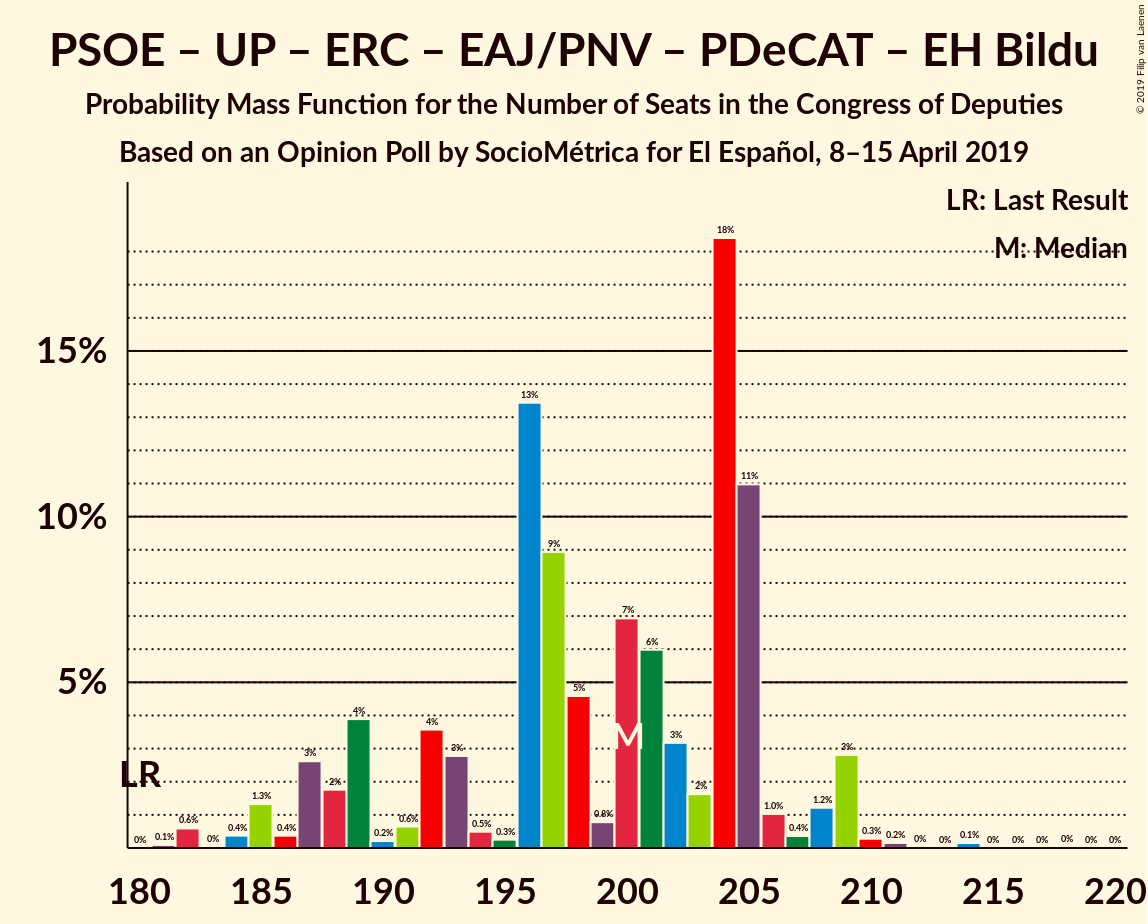 PSOE – UP – ERC – EAJ/PNV – PDeCAT – EH Bildu
Probability Mass Function for the Number of Seats in the Congress of Deputies
Based on an Opinion Poll by SocioMétrica for El Español, 8–15 April 2019
© 2019 Filip van Laenen
LR: Last Result
M: Median
15%
10%
5%
LR
M
0% 0.1% 0.6% 0% 0.4% 1.3% 0.4% 3% 2% 4% 0.2% 0.6% 4% 3% 0.5% 0.3% 13% 9% 5% 0.8% 7% 6% 3% 2% 18% 11% 1.0% 0.4% 1.2% 3% 0.3% 0.2% 0% 0% 0.1% 0% 0% 0% 0% 0% 0%
180 185 190 195 200 205 210 215 220